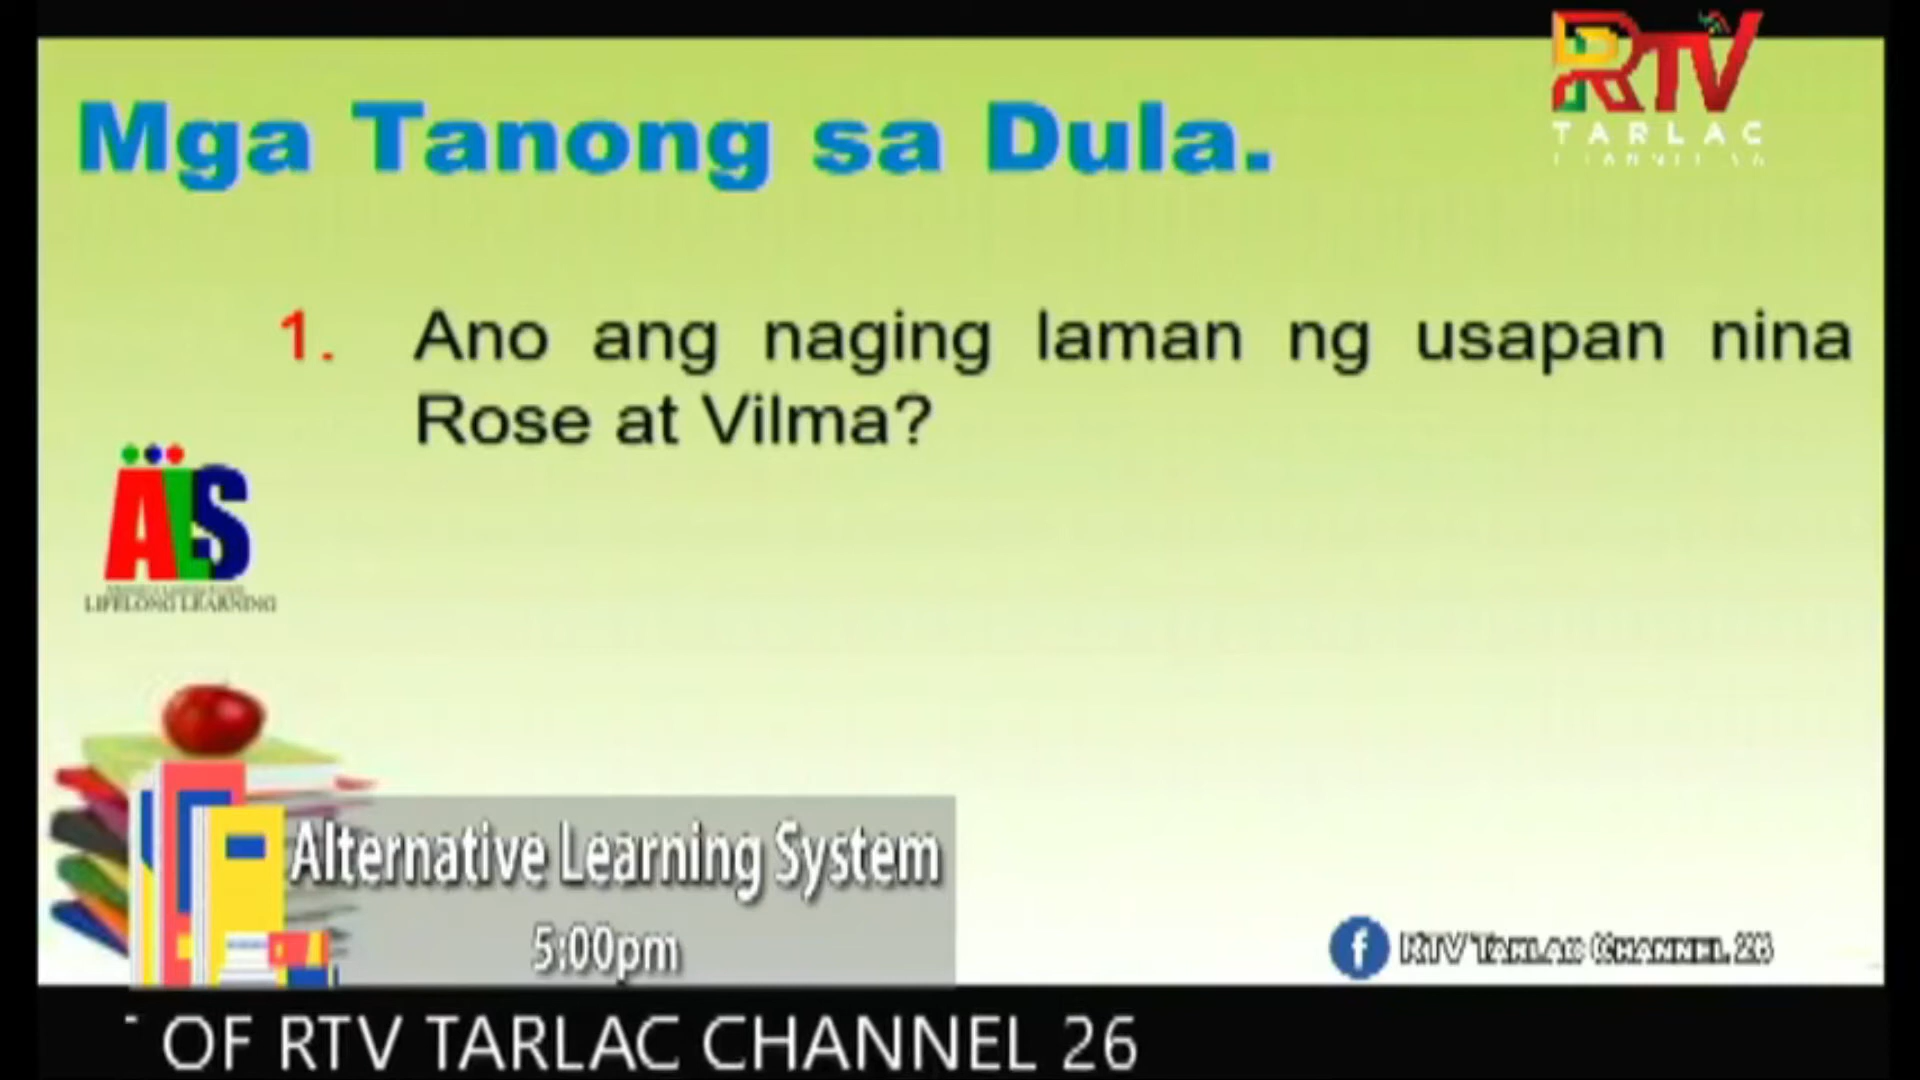 RTV
TARLAC
Mga Tanong sa Dula.
1. Ano ang naging laman ng usapan nina
Rose at Vilma?
ALS
LIFELONG LEARNING
Alternative Learning System
5:00pm
f RTV TARLAC CHANNEL 26
OF RTV TARLAC CHANNEL 26